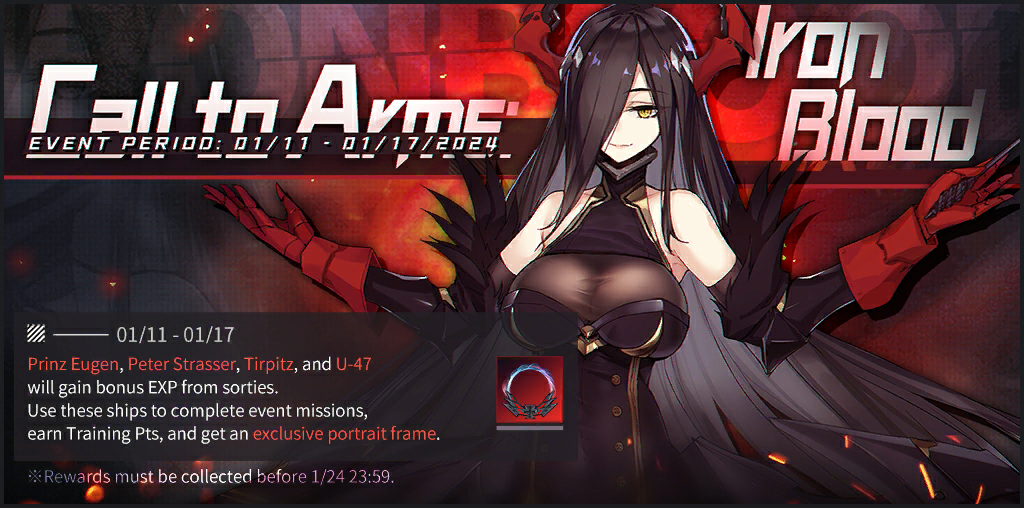 Call to Arms:
Iron
Blood
EVENT PERIOD: 01/11 - 01/17/2024
01/11 - 01/17
Prinz Eugen, Peter Strasser, Tirpitz, and U-47
will gain bonus EXP from sorties.
Use these ships to complete event missions,
earn Training Pts, and get an exclusive portrait frame.
※Rewards must be collected before 1/24 23:59.